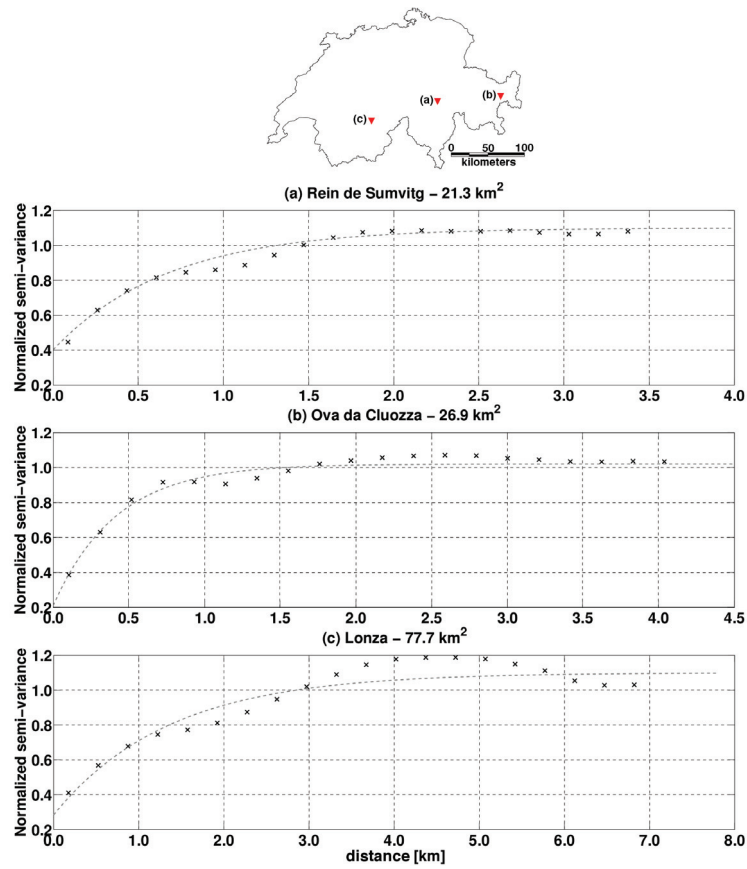 (b)
(a)
(c)
0 50 100
kilometers
(a) Rein de Sumvitg – 21.3 km²
Normalized semi−variance
1.2
1.0
0.8
0.6
0.4
0.2
0.0 0.5 1.0 1.5 2.0 2.5 3.0 3.5 4.0
(b) Ova da Cluozza – 26.9 km²
Normalized semi−variance
1.2
1.0
0.8
0.6
0.4
0.2
0.0 0.5 1.0 1.5 2.0 2.5 3.0 3.5 4.0 4.5
(c) Lonza – 77.7 km²
Normalized semi−variance
1.2
1.0
0.8
0.6
0.4
0.2
0.0 1.0 2.0 3.0 4.0 5.0 6.0 7.0 8.0
distance [km]